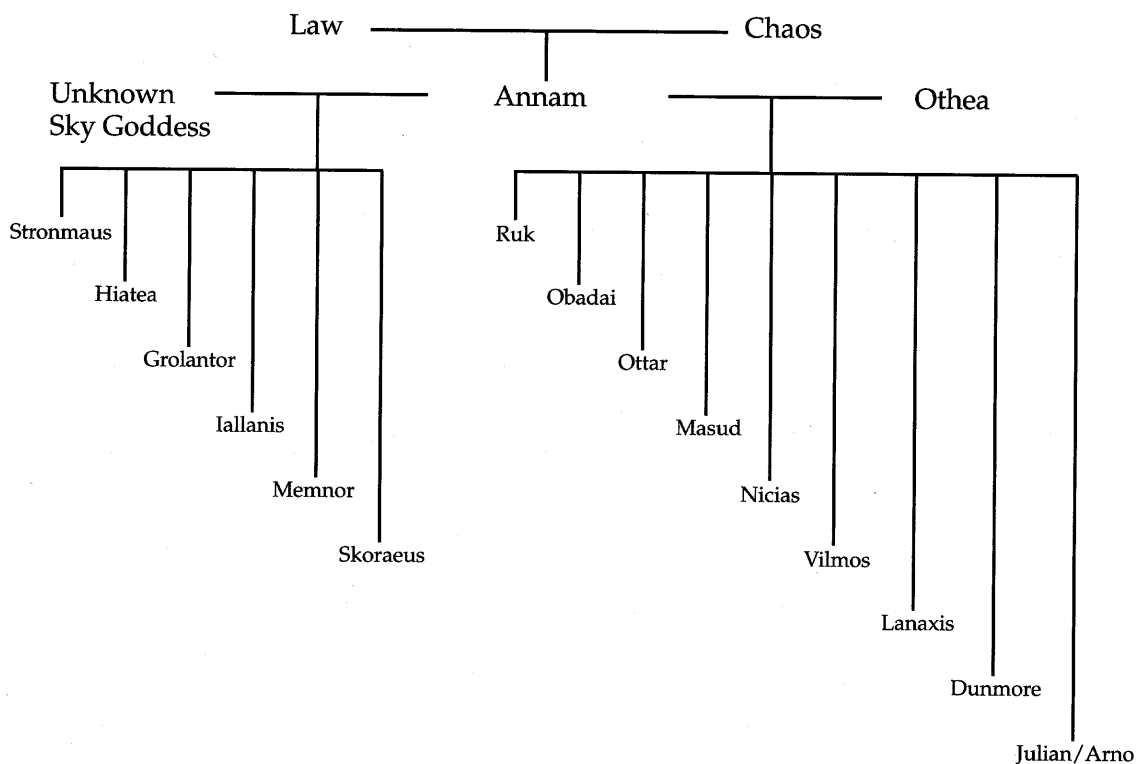 Law
Chaos
Unknown
Sky Goddess
Annam
Othea
Stronmaus
Ruk
Hiatea
Obadai
Grolantor
Ottar
Iallanis
Masud
Memnor
Nicias
Skoraeus
Vilmos
Lanaxis
Dunmore
Julian/Arno